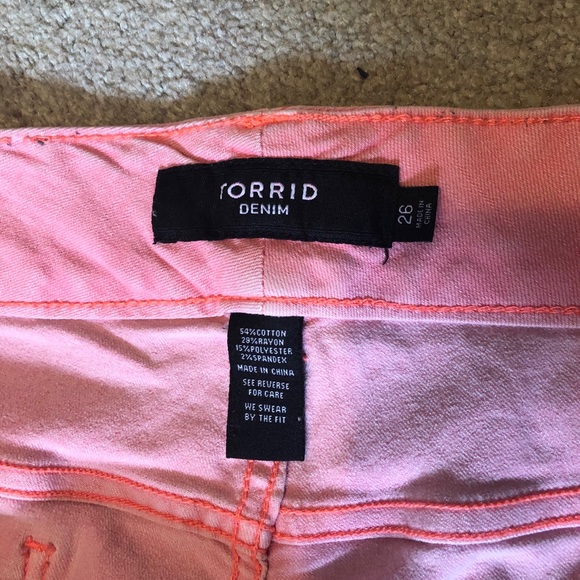 TORRID
DENIM
26
MADE IN
CHINA
54%COTTON
29%RAYON
15%POLYESTER
2%SPANDEX
MADE IN CHINA
SEE REVERSE
FOR CARE
WE SWEAR
BY THE FIT